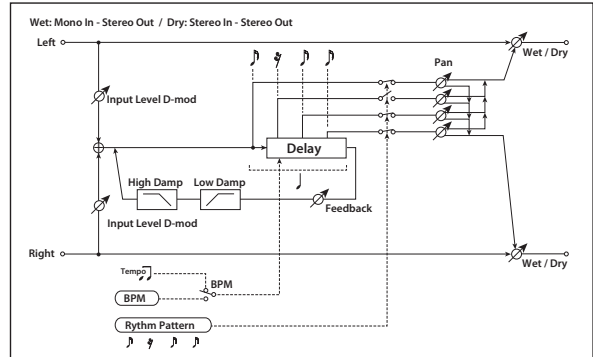 Wet: Mono In - Stereo Out / Dry: Stereo In - Stereo Out
Left
Wet / Dry
Pan
Input Level D-mod
Delay
High Damp
Low Damp
Feedback
Input Level D-mod
Right
Wet / Dry
Tempo
BPM
BPM
Rythm Pattern